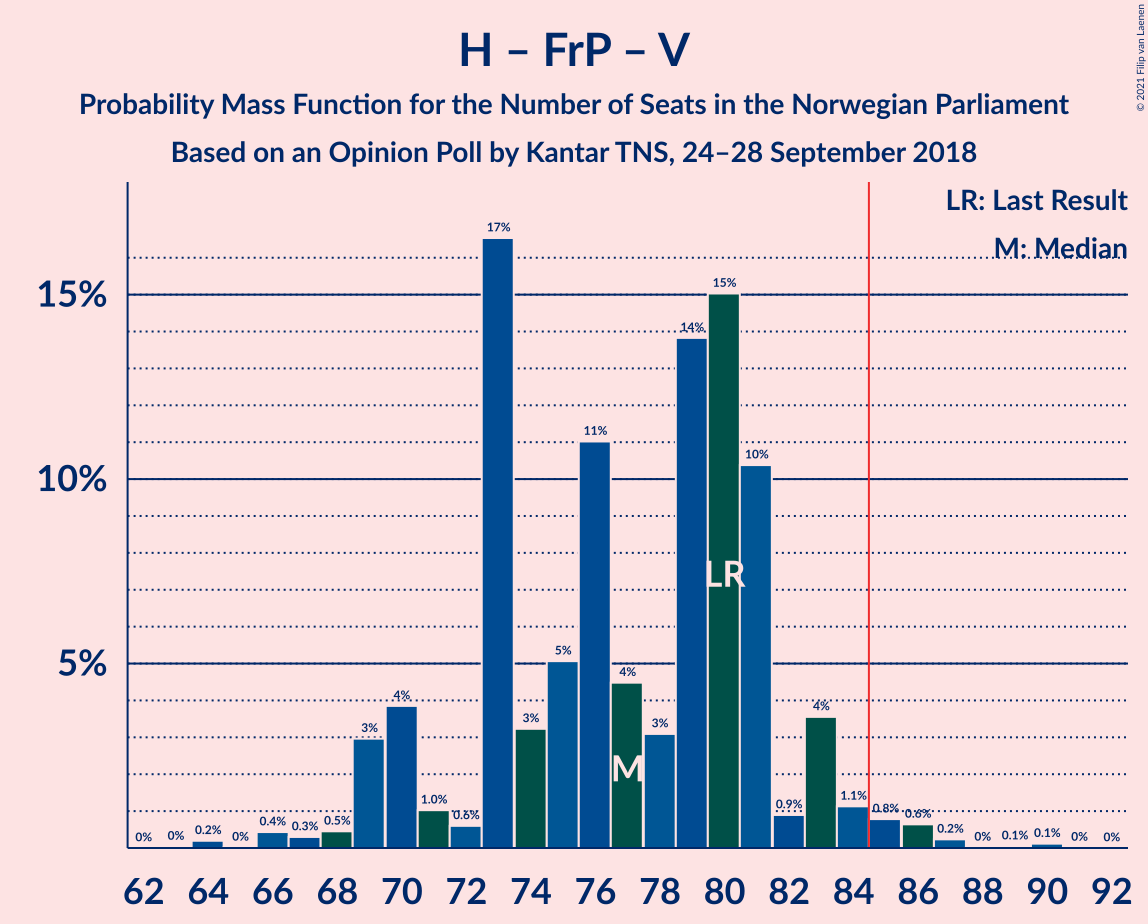 H – FrP – V
Probability Mass Function for the Number of Seats in the Norwegian Parliament
Based on an Opinion Poll by Kantar TNS, 24–28 September 2018
© 2021 Filip van Laenen
LR: Last Result
M: Median
15%
10%
5%
0% 0% 0.2% 0% 0.4% 0.3% 0.5% 3% 4% 1.0% 0.6% 17% 3% 5% 11% 4% 3% 14% 15% 10% 0.9% 4% 1.1% 0.8% 0.6% 0.2% 0% 0.1% 0.1% 0% 0%
LR
M
62 64 66 68 70 72 74 76 78 80 82 84 86 88 90 92